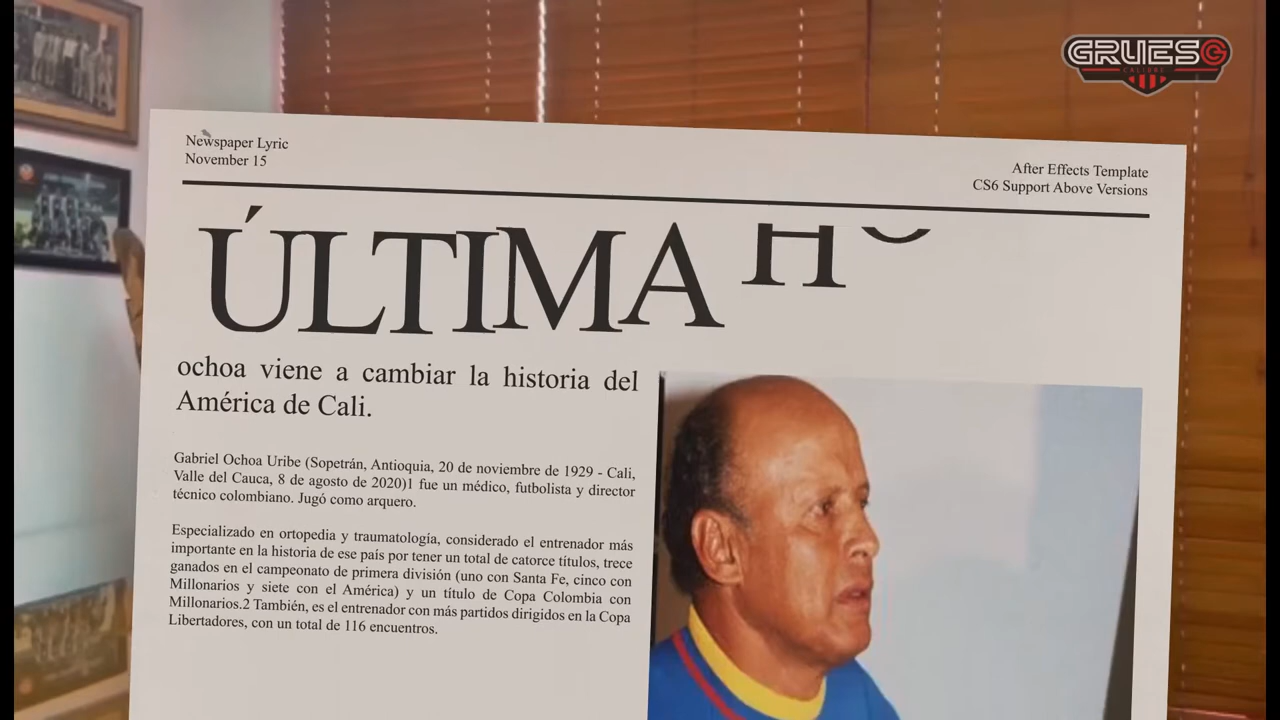 GRUESG
CALIBRE
Newspaper Lyric
November 15
After Effects Template
CS6 Support Above Versions
ÚLTIMA
ochoa viene a cambiar la historia del
América de Cali.
Gabriel Ochoa Uribe (Sopetrán, Antioquia, 20 de noviembre de 1929 - Cali,
Valle del Cauca, 8 de agosto de 2020)1 fue un médico, futbolista y director
técnico colombiano. Jugó como arquero.
Especializado en ortopedia y traumatología, considerado el entrenador más
importante en la historia de ese país por tener un total de catorce títulos, trece
ganados en el campeonato de primera división (uno con Santa Fe, cinco con
Millonarios y siete con el América) y un título de Copa Colombia con
Millonarios.2 También, es el entrenador con más partidos dirigidos en la Copa
Libertadores, con un total de 116 encuentros.